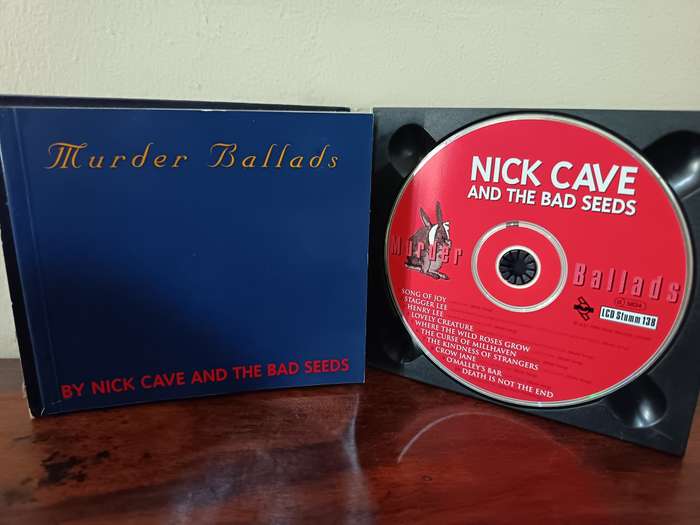 Murder Ballads
BY NICK CAVE AND THE BAD SEEDS
NICK CAVE
AND THE BAD SEEDS
Murder
Ballads
LCD Stumm 138
SONG OF JOY
STAGGER LEE
HENRY LEE
LOVELY CREATURE
WHERE THE WILD ROSES GROW
THE CURSE OF MILLHAVEN
THE KINDNESS OF STRANGERS
CROW JANE
O'MALLEY'S BAR
DEATH IS NOT THE END